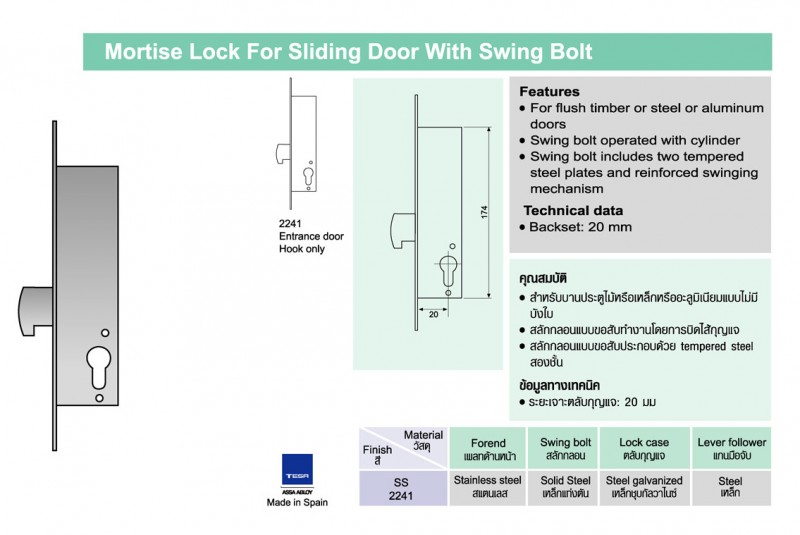 Mortise Lock For Sliding Door With Swing Bolt
2241
Entrance door
Hook only
174
20
Features
• For flush timber or steel or aluminum
doors
• Swing bolt operated with cylinder
• Swing bolt includes two tempered
steel plates and reinforced swinging
mechanism
Technical data
• Backset: 20 mm
คุณสมบัติ
• สำหรับบานประตูไม้หรือเหล็กหรืออะลูมิเนียมแบบไม่มี
บังใบ
• สลักกลอนแบบขอสับทำงานโดยการบิดไส้กุญแจ
• สลักกลอนแบบขอสับประกอบด้วย tempered steel
สองชั้น
ข้อมูลทางเทคนิค
• ระยะเจาะตลับกุญแจ: 20 มม
TESA
ASSA ABLOY
Made in Spain
Material
วัสดุ
Finish
สี
Forend
เพลทด้านหน้า
Swing bolt
สลักกลอน
Lock case
ตลับกุญแจ
Lever follower
แกนมือจับ
SS
2241
Stainless steel
สแตนเลส
Solid Steel
เหล็กแท่งตัน
Steel galvanized
เหล็กชุบกัลวาไนซ์
Steel
เหล็ก